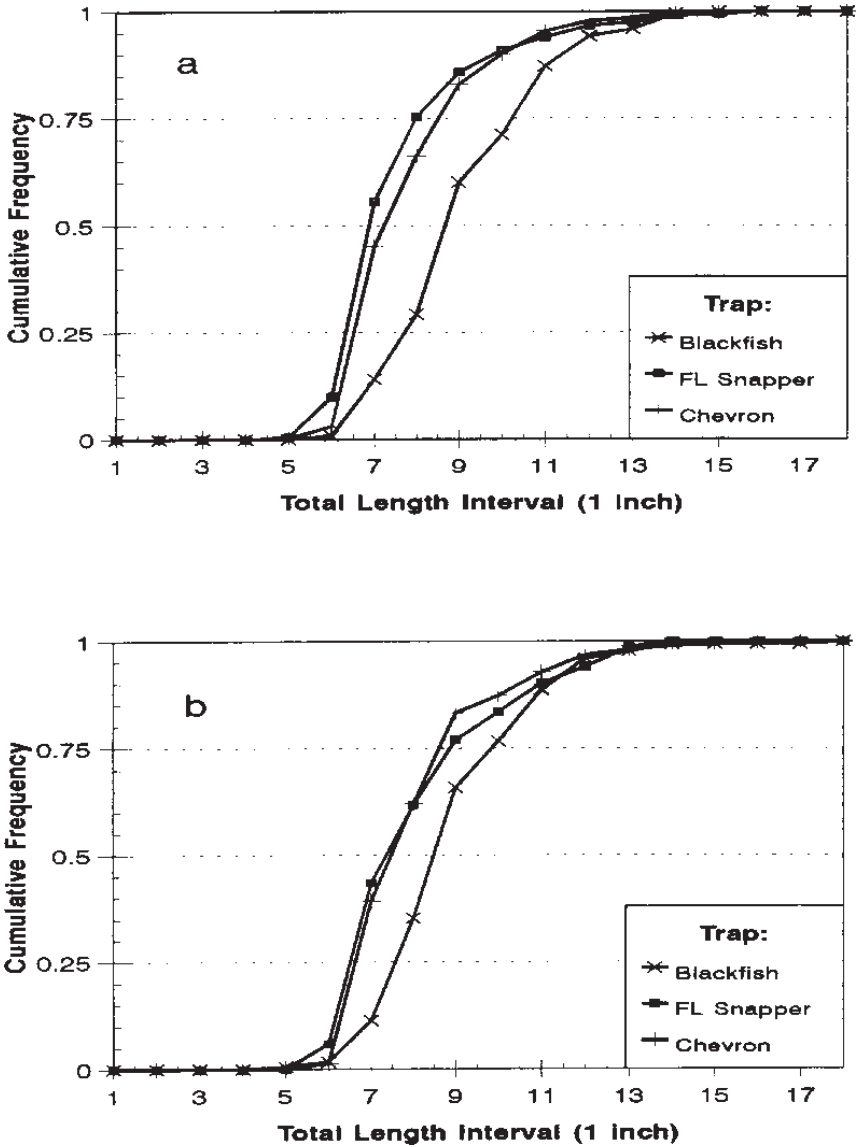 a
Cumulative Frequency
1
0.75
0.5
0.25
0
Trap:
Blackfish
FL Snapper
Chevron
1 3 5 7 9 11 13 15 17
Total Length Interval (1 inch)
b
Cumulative Frequency
1
0.75
0.5
0.25
0
Trap:
Blackfish
FL Snapper
Chevron
1 3 5 7 9 11 13 15 17
Total Length Interval (1 inch)